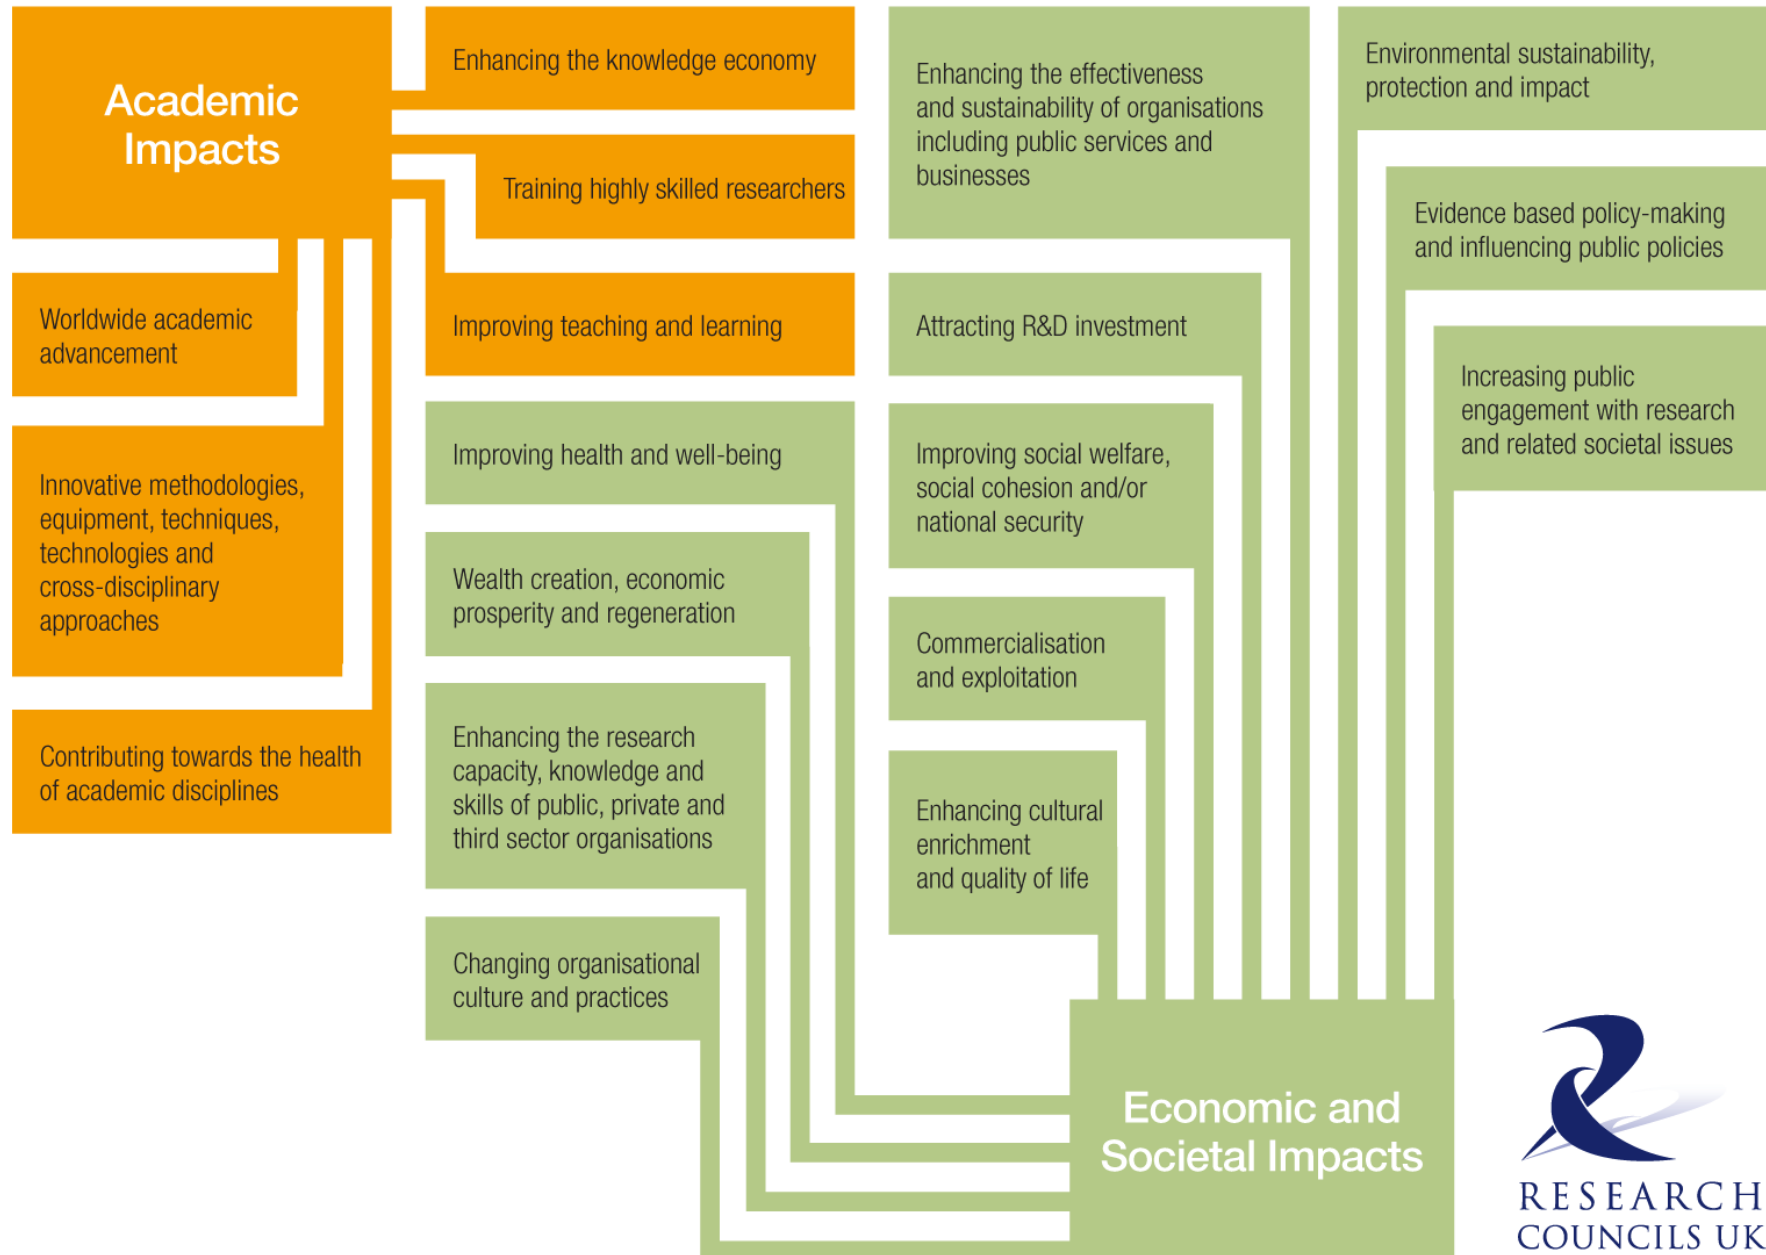 Academic
Impacts
Worldwide academic
advancement
Innovative methodologies,
equipment, techniques,
technologies and
cross-disciplinary
approaches
Contributing towards the health
of academic disciplines
Enhancing the knowledge economy
Training highly skilled researchers
Improving teaching and learning
Improving health and well-being
Wealth creation, economic
prosperity and regeneration
Enhancing the research
capacity, knowledge and
skills of public, private and
third sector organisations
Changing organisational
culture and practices
Enhancing the effectiveness
and sustainability of organisations
including public services and
businesses
Attracting R&D investment
Improving social welfare,
social cohesion and/or
national security
Commercialisation
and exploitation
Enhancing cultural
enrichment
and quality of life
Environmental sustainability,
protection and impact
Evidence based policy-making
and influencing public policies
Increasing public
engagement with research
and related societal issues
Economic and
Societal Impacts
RESEARCH
COUNCILS UK